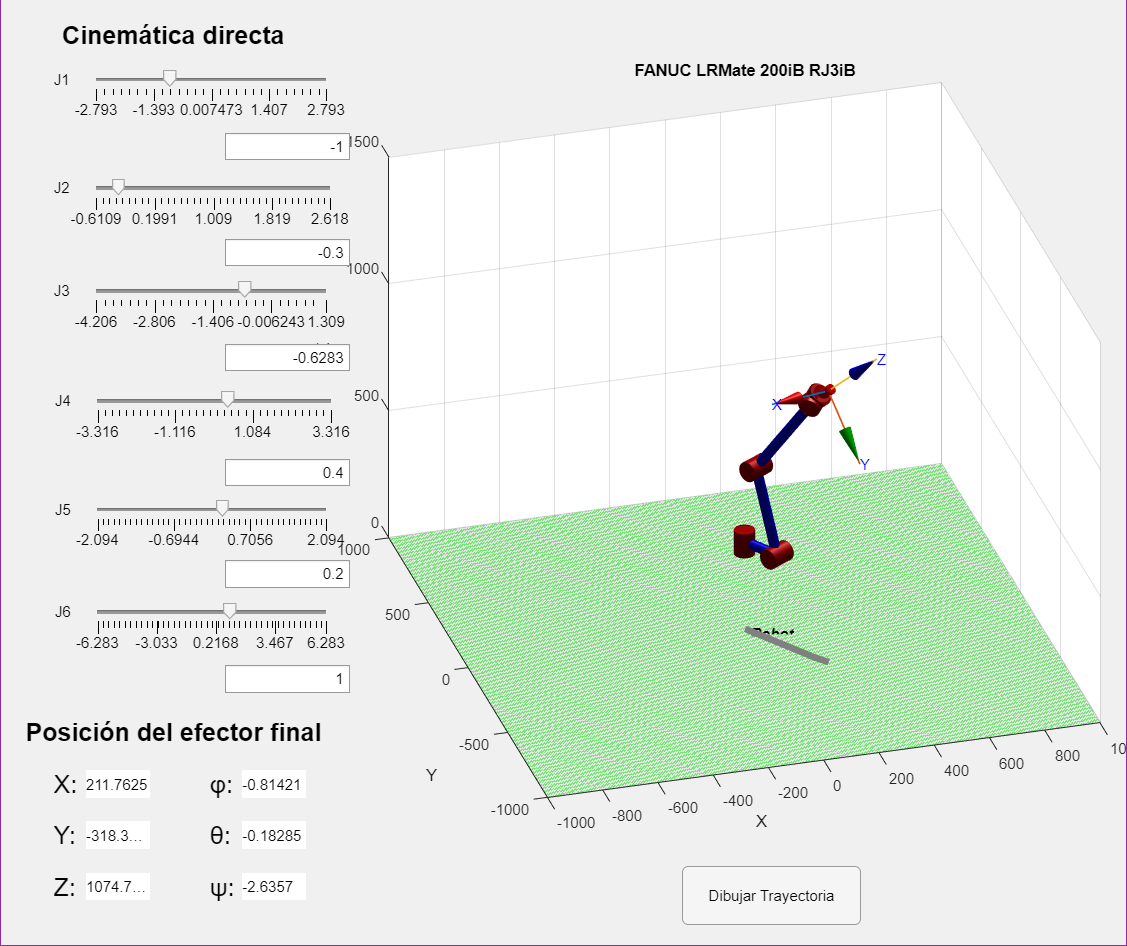 Cinemática directa
J1
-2.793 -1.393 0.007473 1.407 2.793
-1
J2
-0.6109 0.1991 1.009 1.819 2.618
-0.3
J3
-4.206 -2.806 -1.406 -0.006243 1.309
-0.6283
J4
-3.316 -1.116 1.084 3.316
0.4
J5
-2.094 -0.6944 0.7056 2.094
0.2
J6
-6.283 -3.033 0.2168 3.467 6.283
1
Posición del efector final
X: 211.7625 φ: -0.81421
Y: -318.3... θ: -0.18285
Z: 1074.7... ψ: -2.6357
FANUC LRMate 200iB RJ3iB
1500
1000
500
0
1000
500
0
-500
-1000
Y
-1000 -800 -600 -400 -200 0 200 400 600 800 10
X
X
Y
Z
Robot
Dibujar Trayectoria